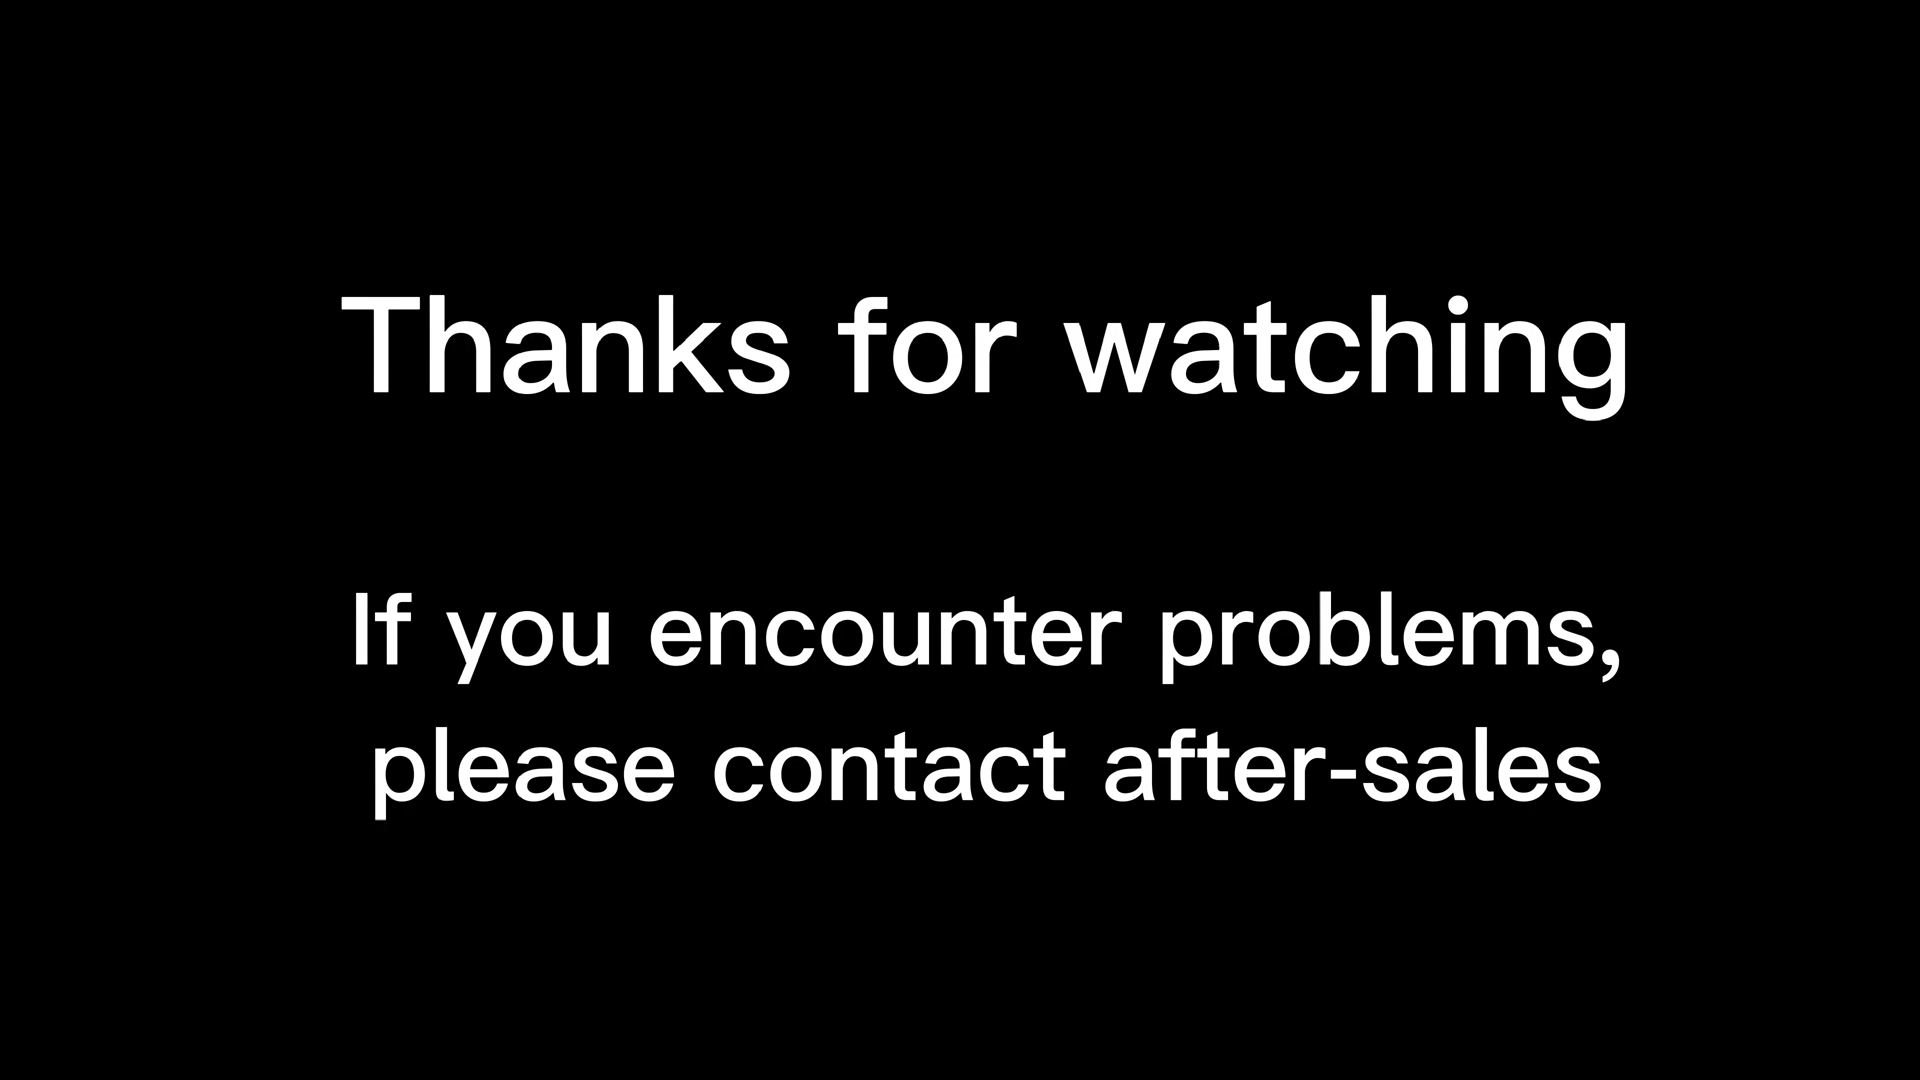 Thanks for watching
If you encounter problems,
please contact after-sales